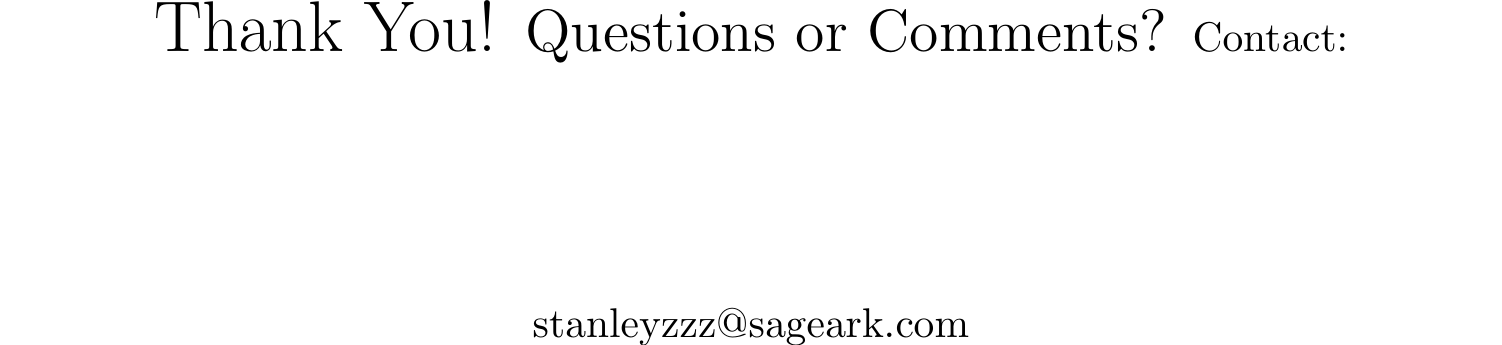 Thank You! Questions or Comments? Contact:
stanleyzzz@sageark.com